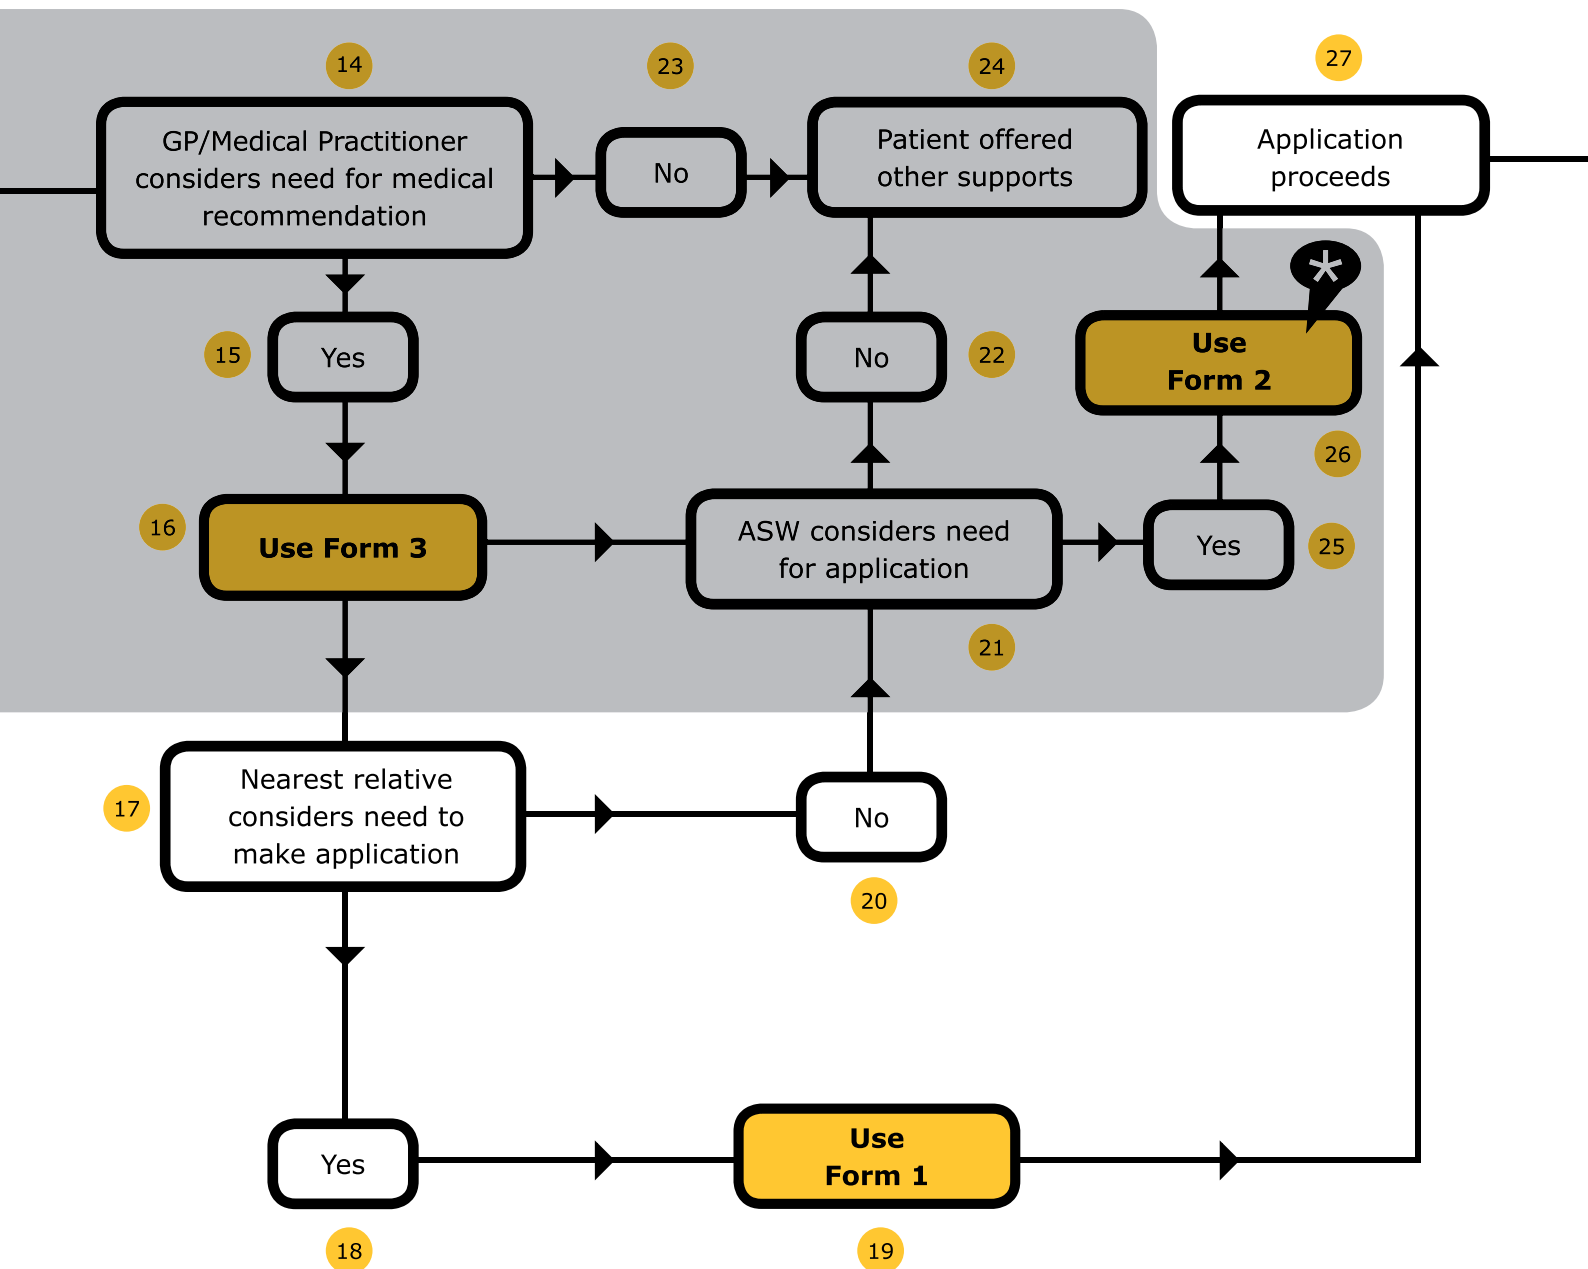 14
23
24
27
GP/Medical Practitioner
considers need for medical
recommendation
No
Patient offered
other supports
Application
proceeds
*
15
Yes
No
22
Use
Form 2
26
16
Use Form 3
ASW considers need
for application
Yes
25
21
17
Nearest relative
considers need to
make application
No
20
Yes
Use
Form 1
18
19